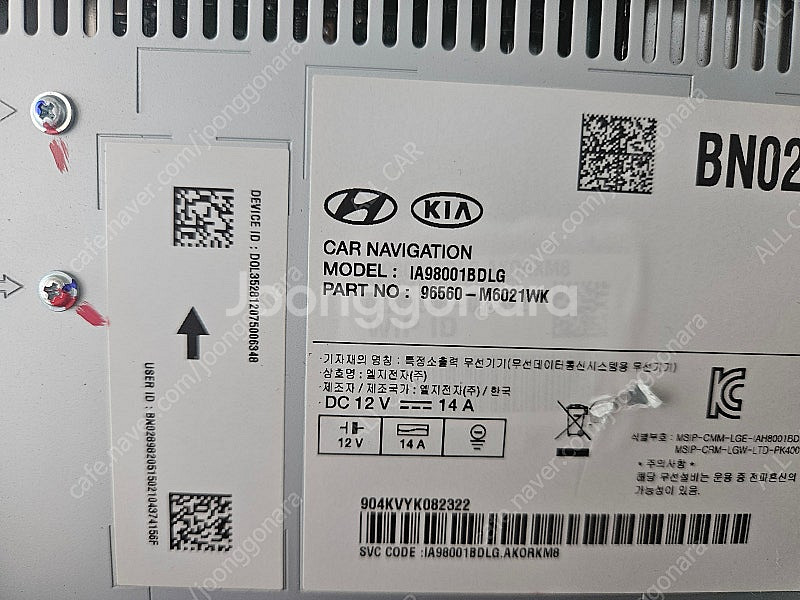 BN02
HYUNDAI KIA
CAR NAVIGATION
MODEL : IA98001BDLG
PART NO : 96560-M6021WK
Joonggonara
·기자재의 명칭 : 특정소출력 무선기기(무선데이터통신시스템용 무선기기)
·상호명 : 엘지전자(주)
·제조자 / 제조국가 : 엘지전자(주) / 한국
DC 12 V 14 A
12 V 14 A
식별부호 : MSIP-CMM-LGE-IAH8001BD
MSIP-CRM-LGW-LTD-PK400
* 주의사항 *
해당 무선설비는 운용 중 전파혼신의
가능성이 있음.
904KVYK082322
SVC CODE : IA98001BDLG.AKORKM8
DEVICE ID : D0L352812075006348
USER ID : BN028982051502104374156F
cafe.naver.com/joonggonara
ALL CAR